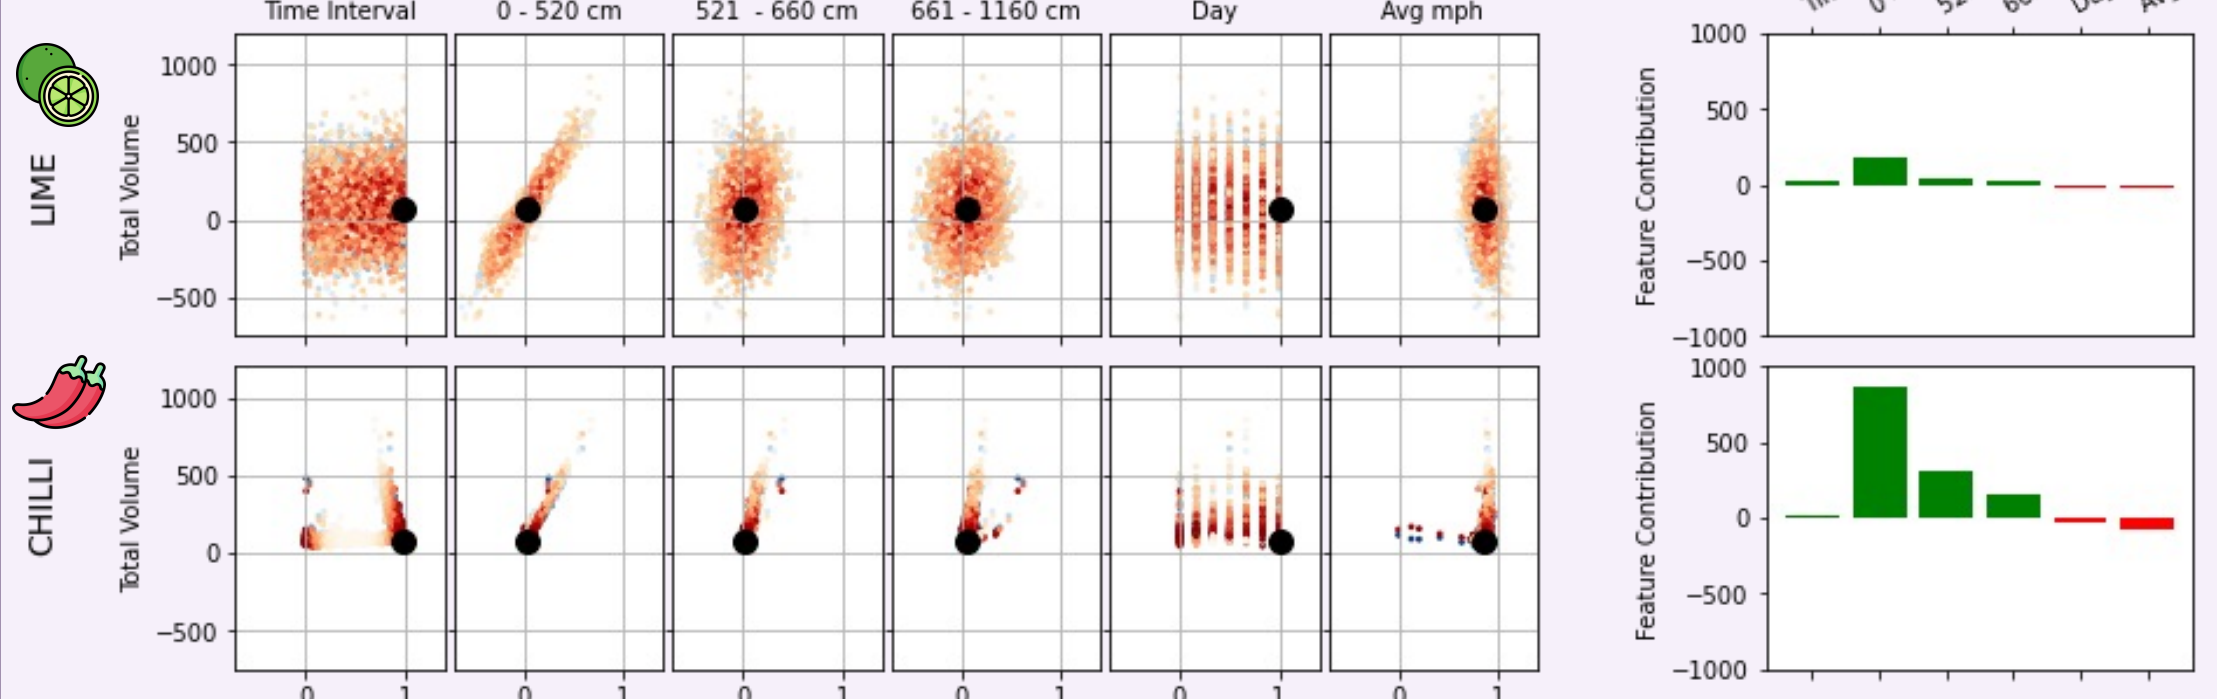 Time Interval 0 - 520 cm 521 - 660 cm 661 - 1160 cm Day Avg mph
LIME
Total Volume
1000
500
0
−500
Feature Contribution
1000
500
0
−500
−1000
CHILLI
Total Volume
1000
500
0
−500
0 1 0 1 0 1 0 1 0 1 0 1
Feature Contribution
1000
500
0
−500
−1000